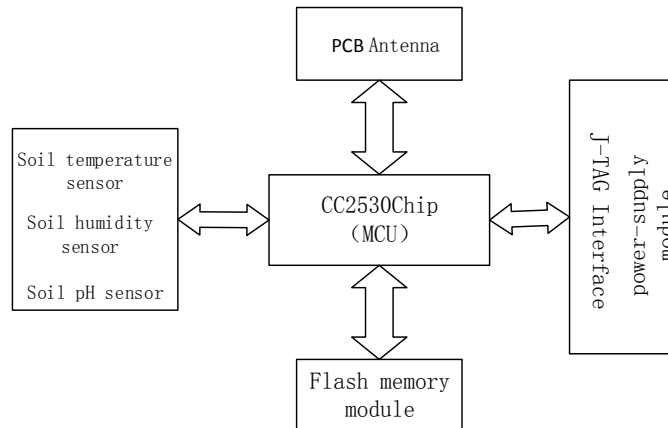 PCB Antenna
Soil temperature
sensor
Soil humidity
sensor
Soil pH sensor
CC2530Chip
(MCU)
J-TAG Interface
power-supply
module
Flash memory
module